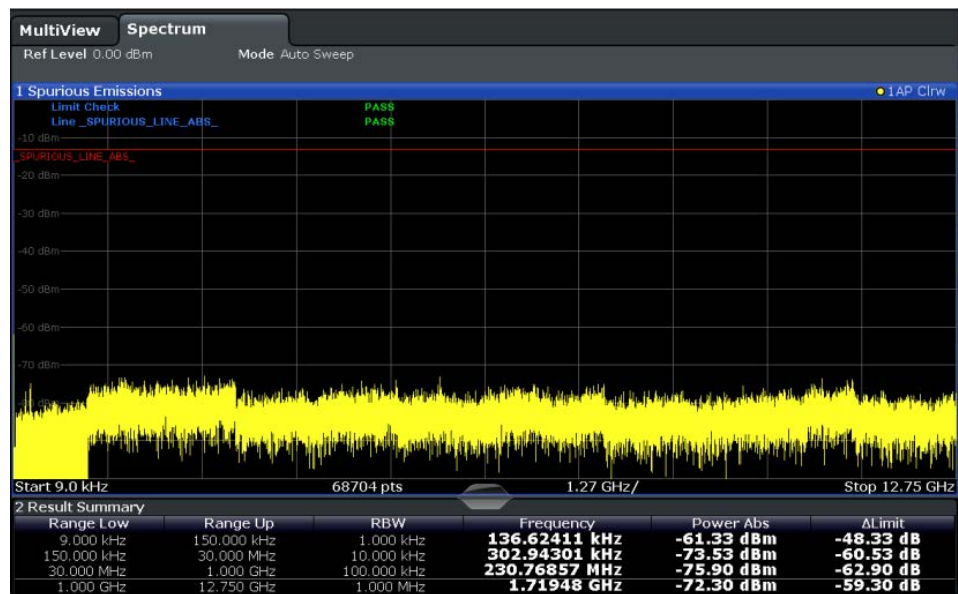 MultiView Spectrum
Ref Level 0.00 dBm Mode Auto Sweep
1 Spurious Emissions 1AP Clrw
Limit Check PASS
Line _SPURIOUS_LINE_ABS_ PASS
-10 dBm
_SPURIOUS_LINE_ABS_
-20 dBm
-30 dBm
-40 dBm
-50 dBm
-60 dBm
-70 dBm
Start 9.0 kHz 68704 pts 1.27 GHz/ Stop 12.75 GHz
2 Result Summary
Range Low Range Up RBW Frequency Power Abs ΔLimit
9.000 kHz 150.000 kHz 1.000 kHz 136.62411 kHz -61.33 dBm -48.33 dB
150.000 kHz 30.000 MHz 10.000 kHz 302.94301 kHz -73.53 dBm -60.53 dB
30.000 MHz 1.000 GHz 100.000 kHz 230.76857 MHz -75.90 dBm -62.90 dB
1.000 GHz 12.750 GHz 1.000 MHz 1.71948 GHz -72.30 dBm -59.30 dB